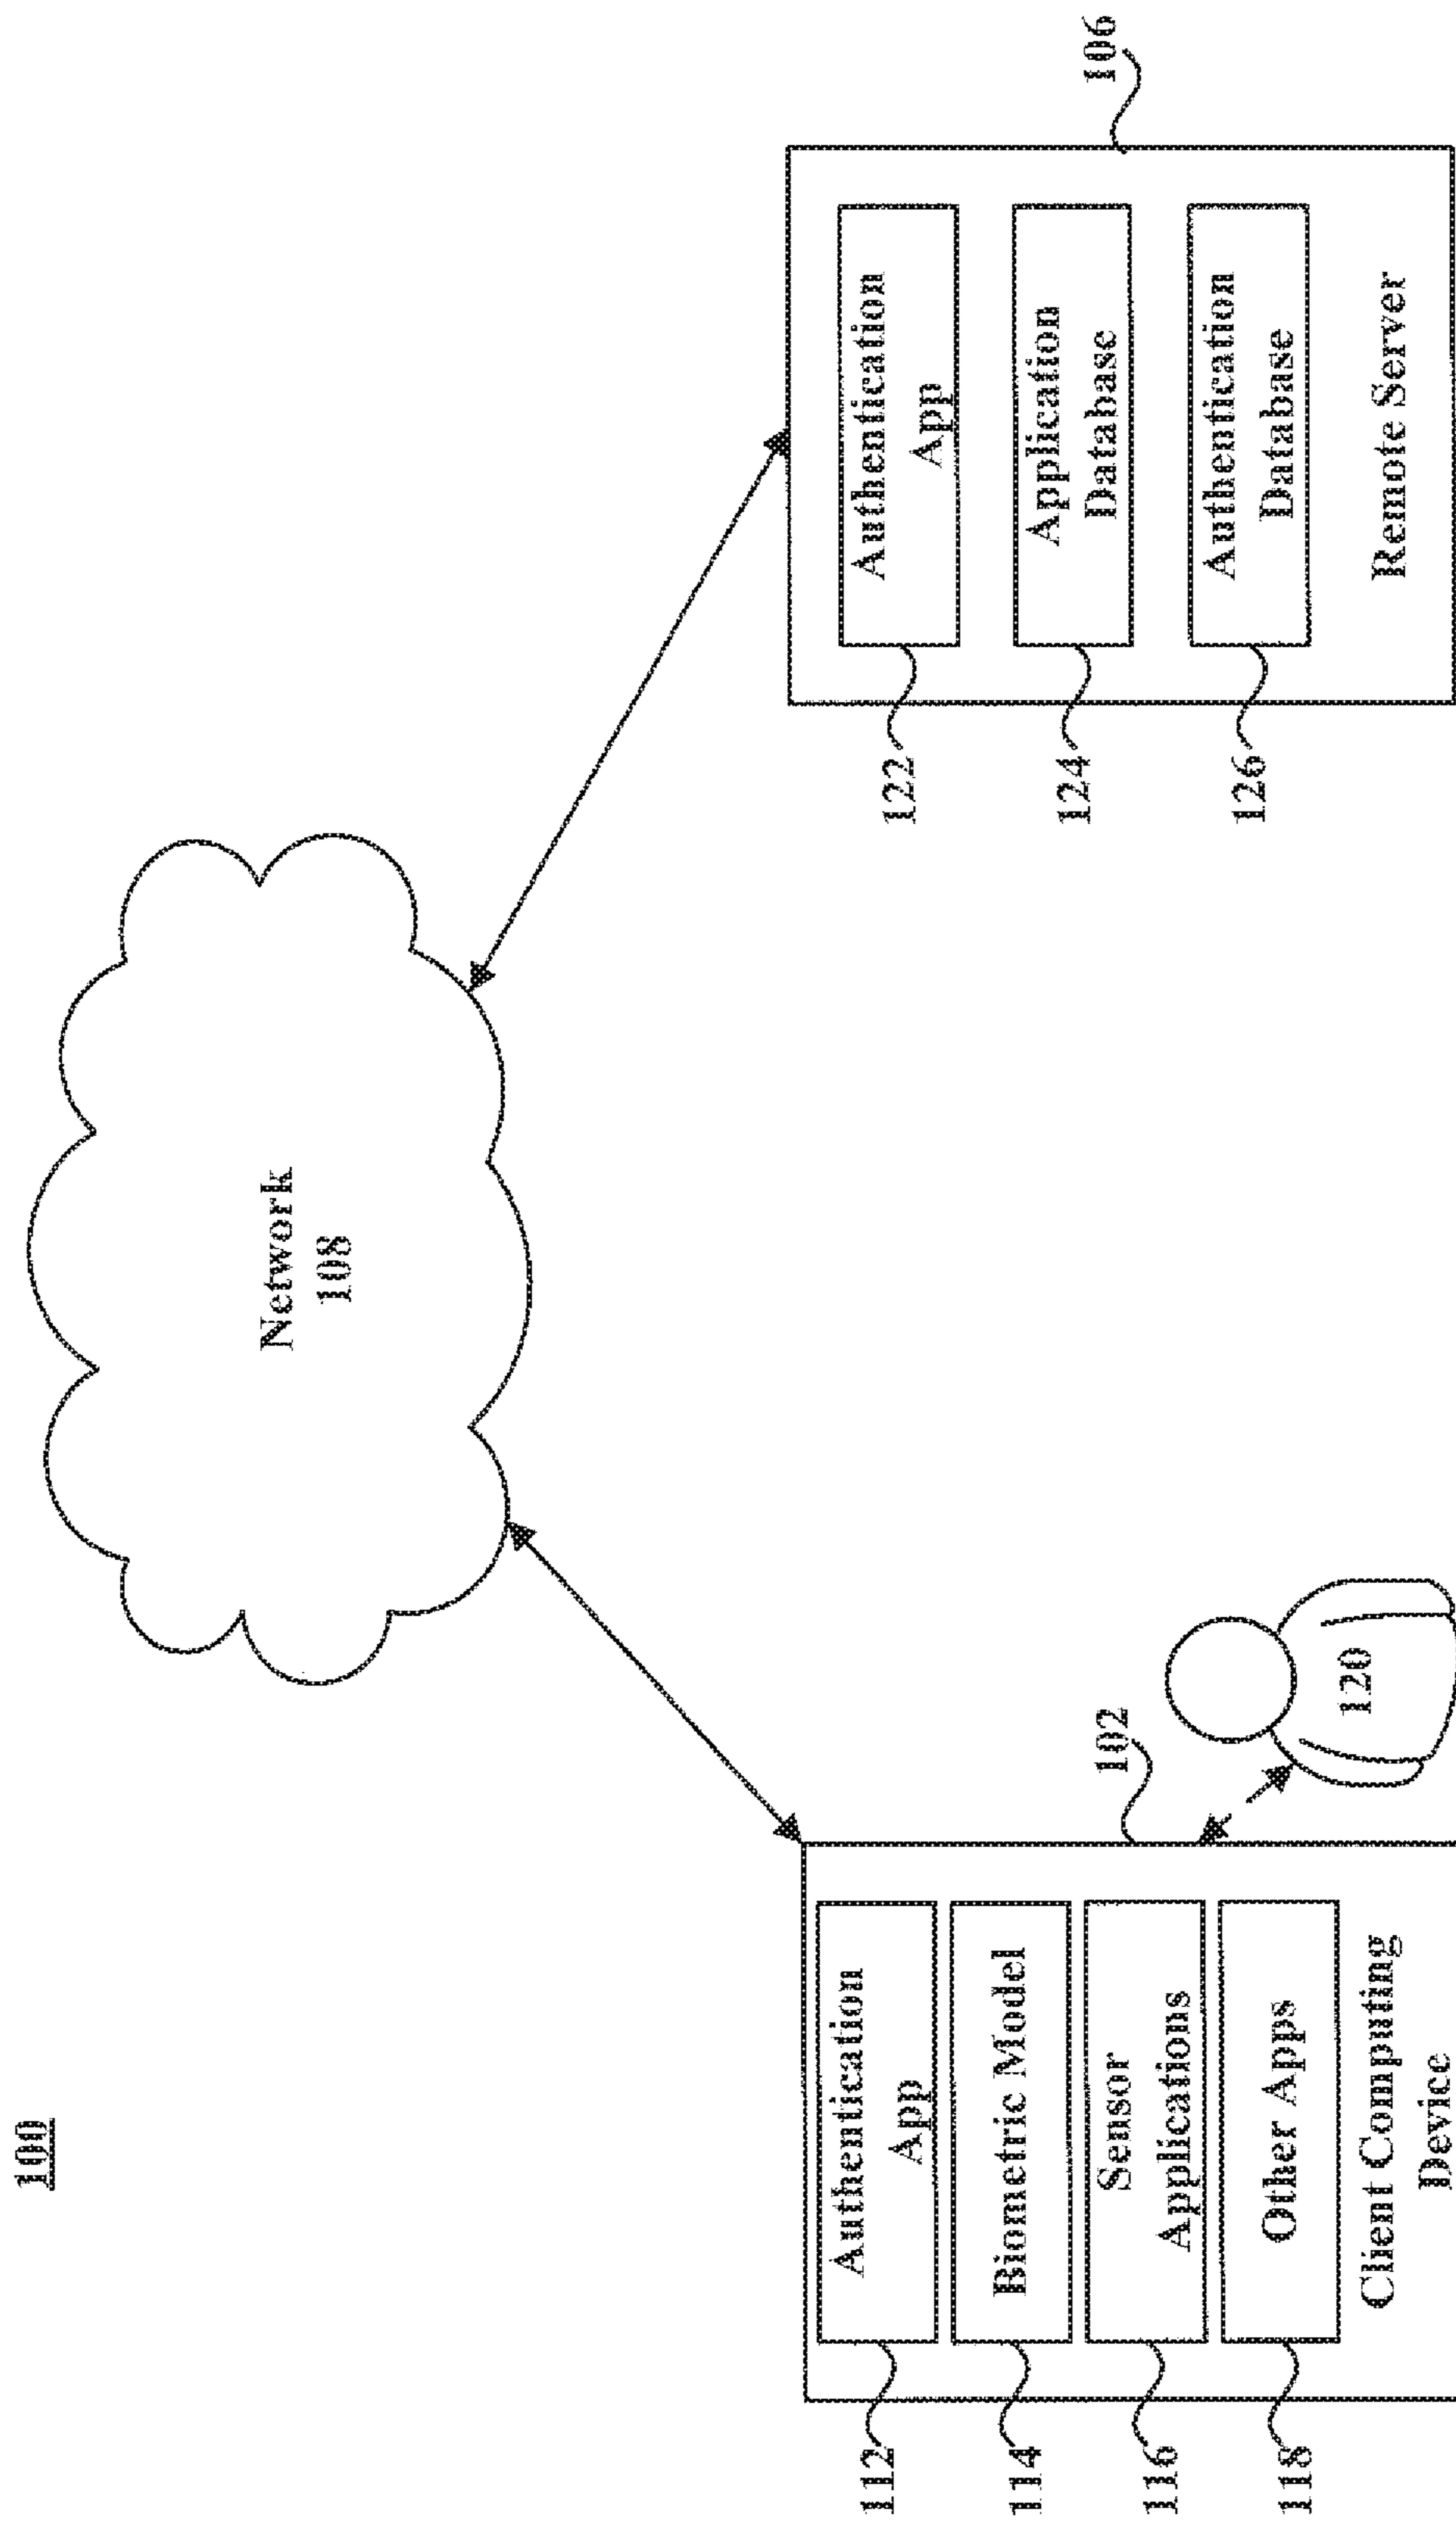 100
Network
108
102
106
112
Authentication
App
114
Biometric Model
116
Sensor
Applications
118
Other Apps
Client Computing
Device
120
122
Authentication
App
124
Application
Database
126
Authentication
Database
Remote Server